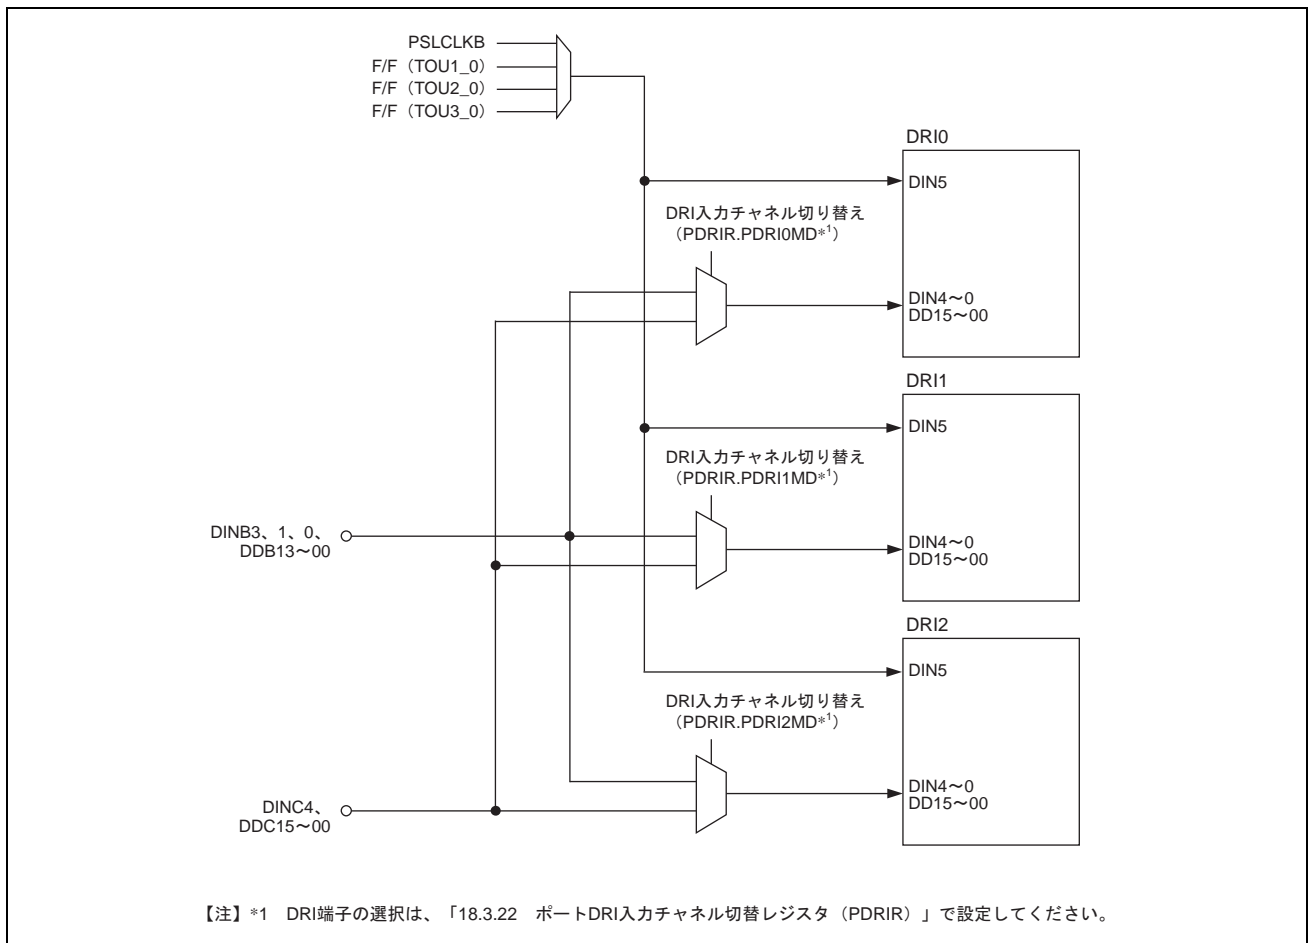 PSLCLKB
F/F（TOU1_0）
F/F（TOU2_0）
F/F（TOU3_0）
DRI0
DIN5
DRI入力チャネル切り替え
（PDRIR.PDRI0MD*1）
DIN4～0
DD15～00
DRI1
DIN5
DRI入力チャネル切り替え
（PDRIR.PDRI1MD*1）
DINB3、1、0、
DDB13～00
DIN4～0
DD15～00
DRI2
DIN5
DRI入力チャネル切り替え
（PDRIR.PDRI2MD*1）
DIN4～0
DD15～00
DINC4、
DDC15～00
【注】*1 DRI端子の選択は、「18.3.22 ポートDRI入力チャネル切替レジスタ（PDRIR）」で設定してください。